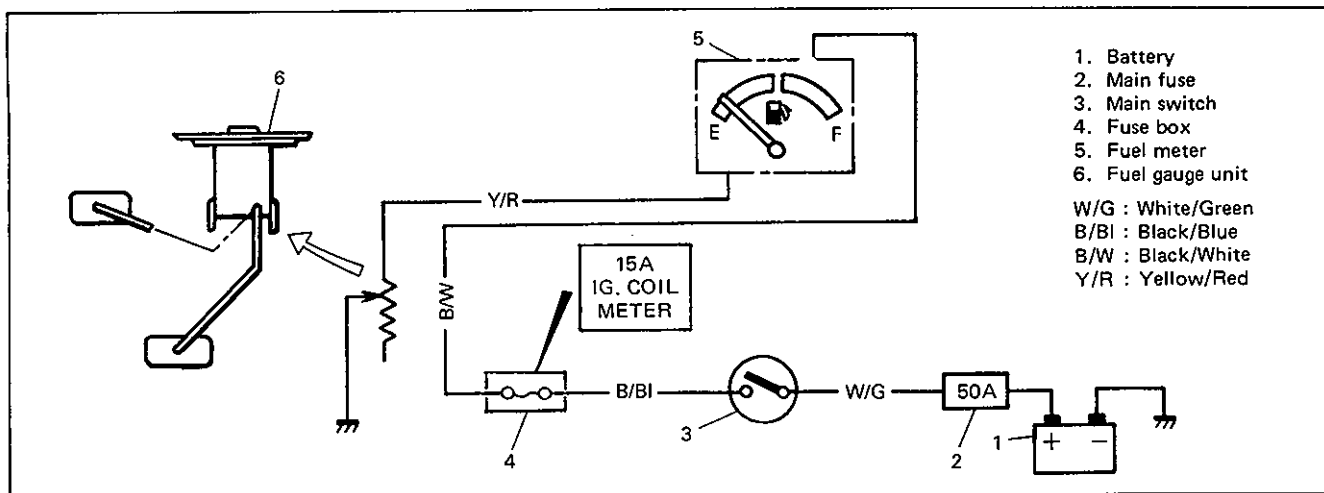 5
6
E
F
Y/R
B/W
15A
IG. COIL
METER
B/Bl
W/G
50A
4
3
2
1
+
−
1. Battery
2. Main fuse
3. Main switch
4. Fuse box
5. Fuel meter
6. Fuel gauge unit
W/G : White/Green
B/Bl : Black/Blue
B/W : Black/White
Y/R : Yellow/Red